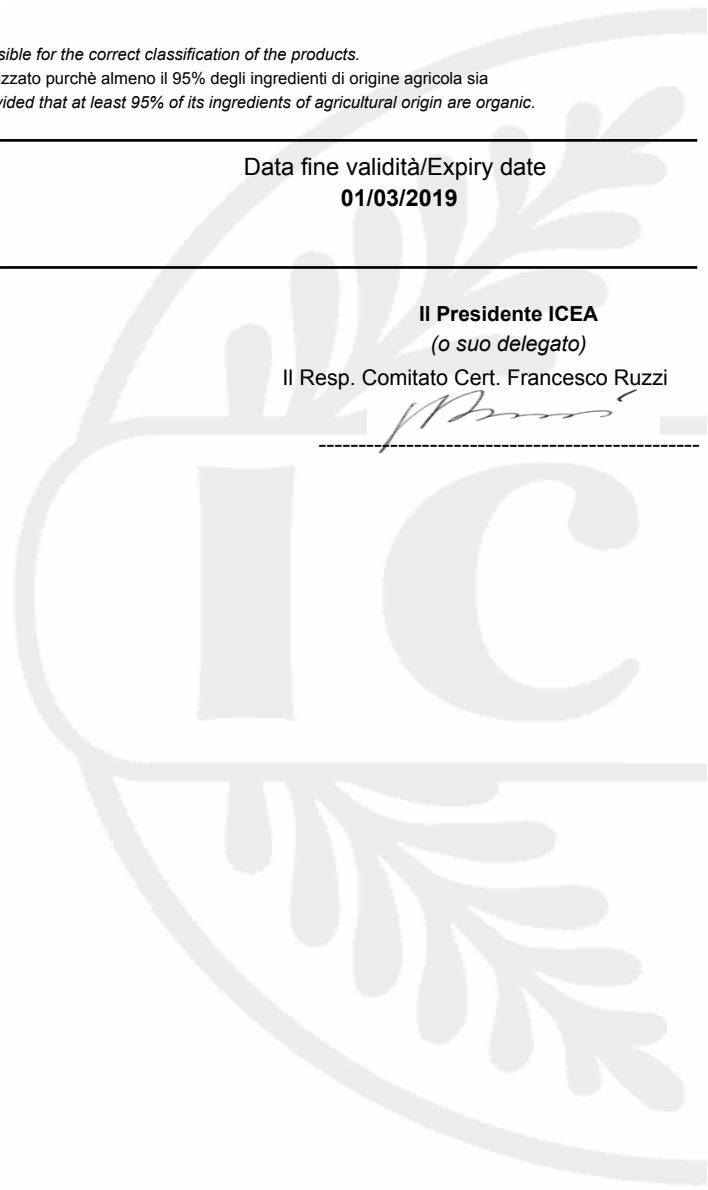 sible for the correct classification of the products.
izzato purchè almeno il 95% degli ingredienti di origine agricola sia
vided that at least 95% of its ingredients of agricultural origin are organic.
Data fine validità/Expiry date
01/03/2019
Il Presidente ICEA
(o suo delegato)
Il Resp. Comitato Cert. Francesco Ruzzi
IC